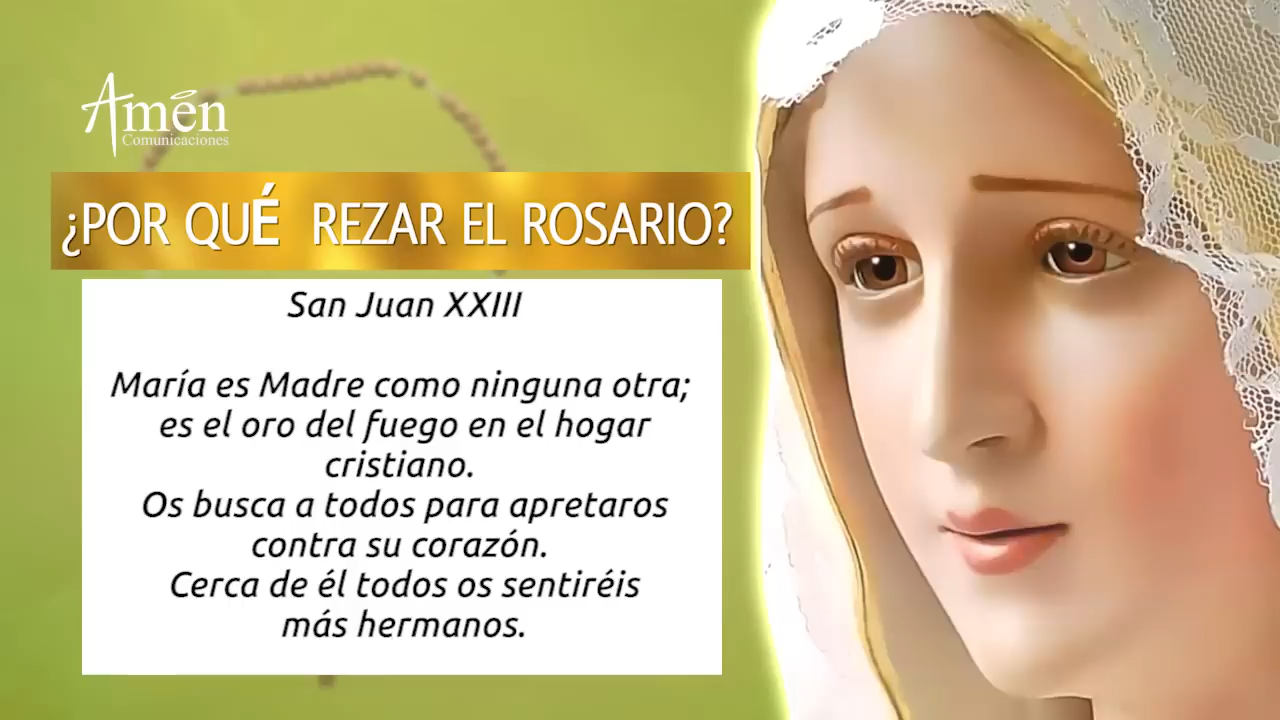 Amén
Comunicaciones
¿POR QUÉ REZAR EL ROSARIO?
San Juan XXIII
María es Madre como ninguna otra;
es el oro del fuego en el hogar
cristiano.
Os busca a todos para apretaros
contra su corazón.
Cerca de él todos os sentiréis
más hermanos.